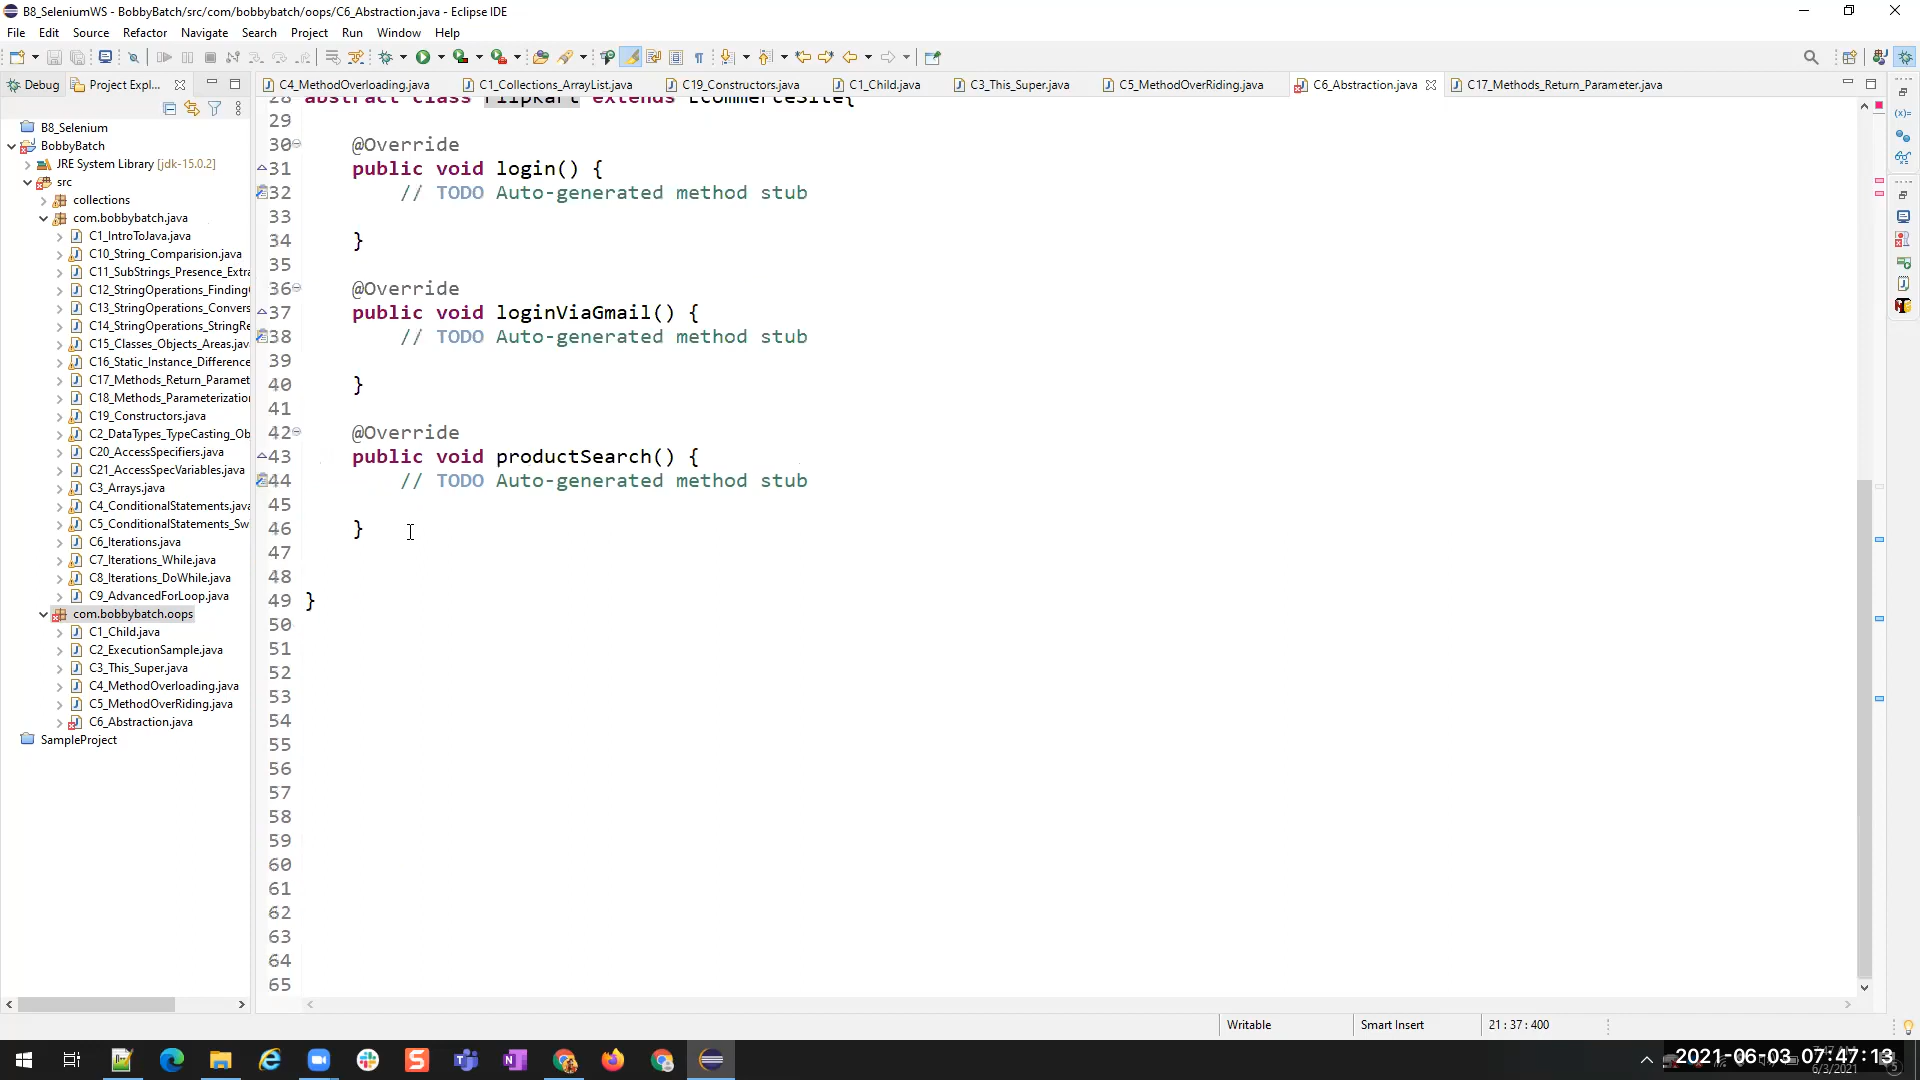 B8_SeleniumWS - BobbyBatch/src/com/bobbybatch/oops/C6_Abstraction.java - Eclipse IDE
File Edit Source Refactor Navigate Search Project Run Window Help
Debug Project Expl... C4_MethodOverloading.java C1_Collections_ArrayList.java C19_Constructors.java C1_Child.java C3_This_Super.java C5_MethodOverRiding.java C6_Abstraction.java C17_Methods_Return_Parameter.java
B8_Selenium
BobbyBatch
JRE System Library [jdk-15.0.2]
src
collections
com.bobbybatch.java
C1_IntroToJava.java
C10_String_Comparision.java
C11_SubStrings_Presence_Extra
C12_StringOperations_Finding
C13_StringOperations_Convers
C14_StringOperations_StringRe
C15_Classes_Objects_Areas.java
C16_Static_Instance_Difference
C17_Methods_Return_Paramet
C18_Methods_Parameterization
C19_Constructors.java
C2_DataTypes_TypeCasting_Ob
C20_AccessSpecifiers.java
C21_AccessSpecVariables.java
C3_Arrays.java
C4_ConditionalStatements.java
C5_ConditionalStatements_Sw
C6_Iterations.java
C7_Iterations_While.java
C8_Iterations_DoWhile.java
C9_AdvancedForLoop.java
com.bobbybatch.oops
C1_Child.java
C2_ExecutionSample.java
C3_This_Super.java
C4_MethodOverloading.java
C5_MethodOverRiding.java
C6_Abstraction.java
SampleProject
28 abstract class Flipkart extends ECommerceSite{
29
30 @Override
31 public void login() {
32 // TODO Auto-generated method stub
33
34 }
35
36 @Override
37 public void loginViaGmail() {
38 // TODO Auto-generated method stub
39
40 }
41
42 @Override
43 public void productSearch() {
44 // TODO Auto-generated method stub
45
46 }
47
48
49 }
50
51
52
53
54
55
56
57
58
59
60
61
62
63
64
65
Writable Smart Insert 21 : 37 : 400
2021-06-03 07:47:13
6/3/2021